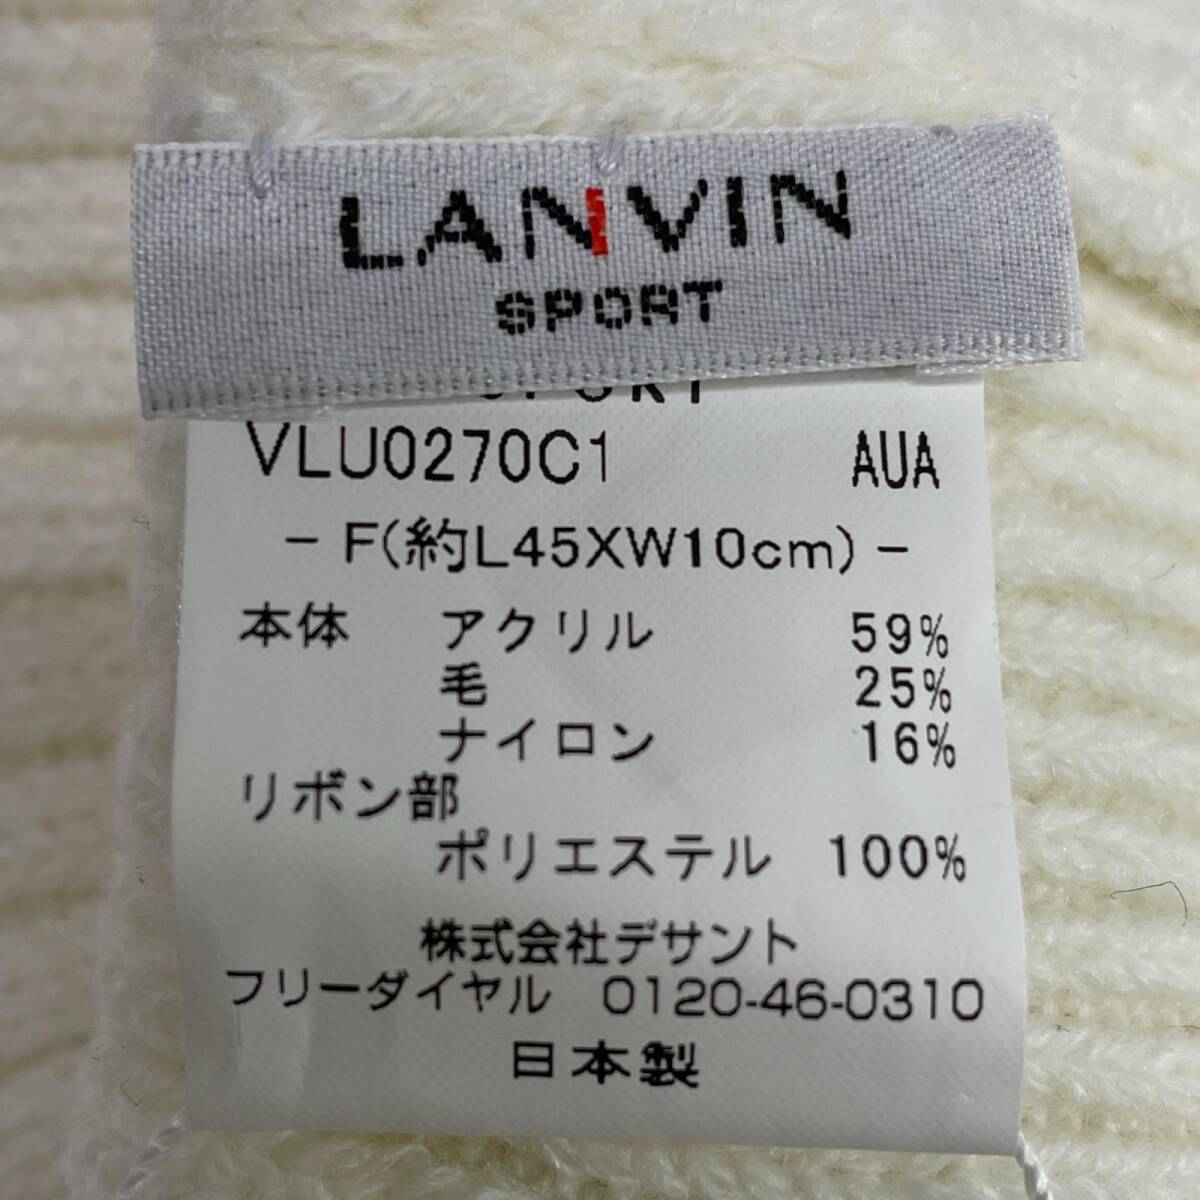 LANVIN
SPORT
SPORT
VLU0270C1 AUA
- F(約L45XW10cm) -
本体 アクリル 59%
毛 25%
ナイロン 16%
リボン部
ポリエステル 100%
株式会社デサント
フリーダイヤル 0120-46-0310
日本製